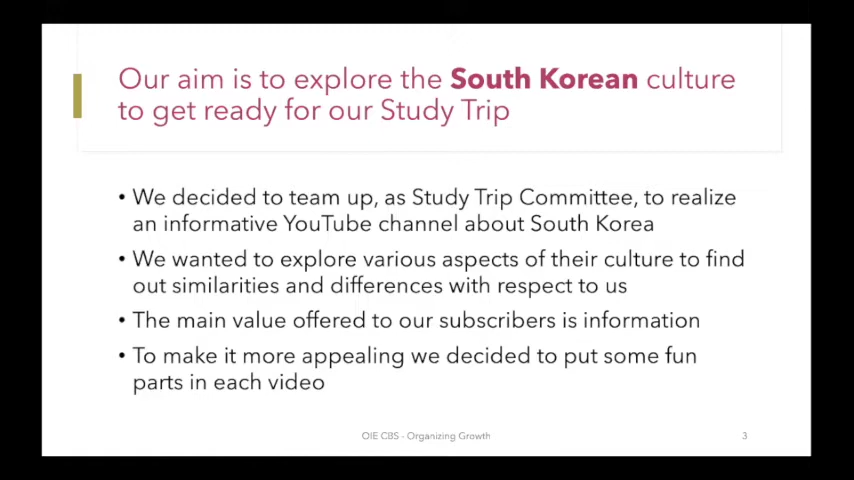 Our aim is to explore the South Korean culture
to get ready for our Study Trip
• We decided to team up, as Study Trip Committee, to realize
an informative YouTube channel about South Korea
• We wanted to explore various aspects of their culture to find
out similarities and differences with respect to us
• The main value offered to our subscribers is information
• To make it more appealing we decided to put some fun
parts in each video
OIE CBS - Organizing Growth
3